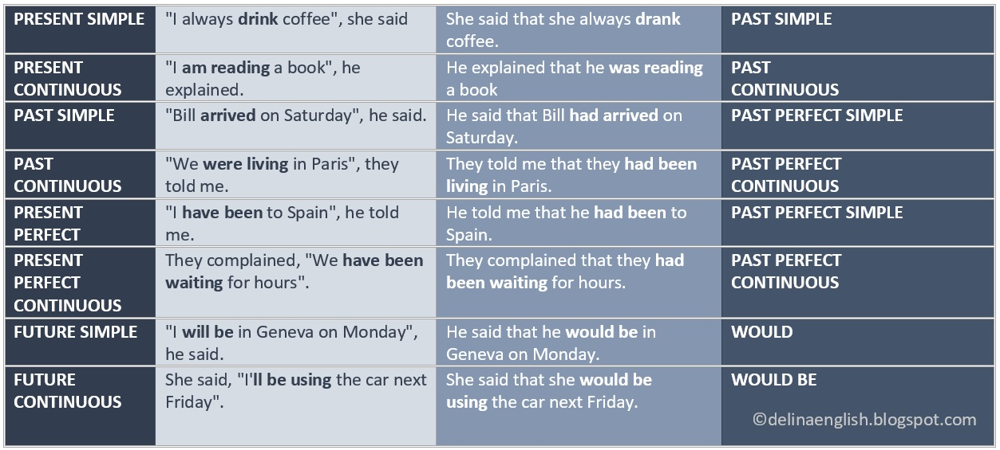 PRESENT SIMPLE
"I always drink coffee", she said
She said that she always drank
coffee.
PAST SIMPLE
PRESENT
CONTINUOUS
"I am reading a book", he
explained.
He explained that he was reading
a book
PAST
CONTINUOUS
PAST SIMPLE
"Bill arrived on Saturday", he said.
He said that Bill had arrived on
Saturday.
PAST PERFECT SIMPLE
PAST
CONTINUOUS
"We were living in Paris", they
told me.
They told me that they had been
living in Paris.
PAST PERFECT
CONTINUOUS
PRESENT
PERFECT
"I have been to Spain", he told
me.
He told me that he had been to
Spain.
PAST PERFECT SIMPLE
PRESENT
PERFECT
CONTINUOUS
They complained, "We have been
waiting for hours".
They complained that they had
been waiting for hours.
PAST PERFECT
CONTINUOUS
FUTURE SIMPLE
"I will be in Geneva on Monday",
he said.
He said that he would be in
Geneva on Monday.
WOULD
FUTURE
CONTINUOUS
She said, "I'll be using the car next
Friday".
She said that she would be
using the car next Friday.
WOULD BE
©delinaenglish.blogspot.com